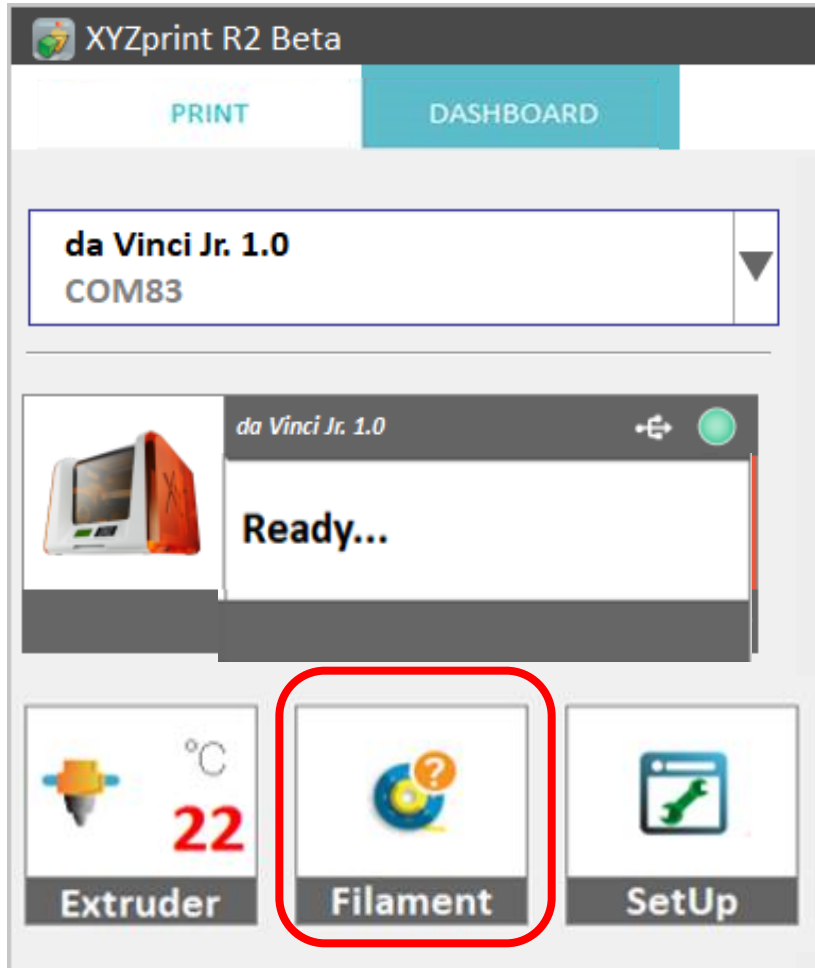 XYZprint R2 Beta
PRINT
DASHBOARD
da Vinci Jr. 1.0
COM83
da Vinci Jr. 1.0
Ready...
°C
22
?
Extruder
Filament
SetUp